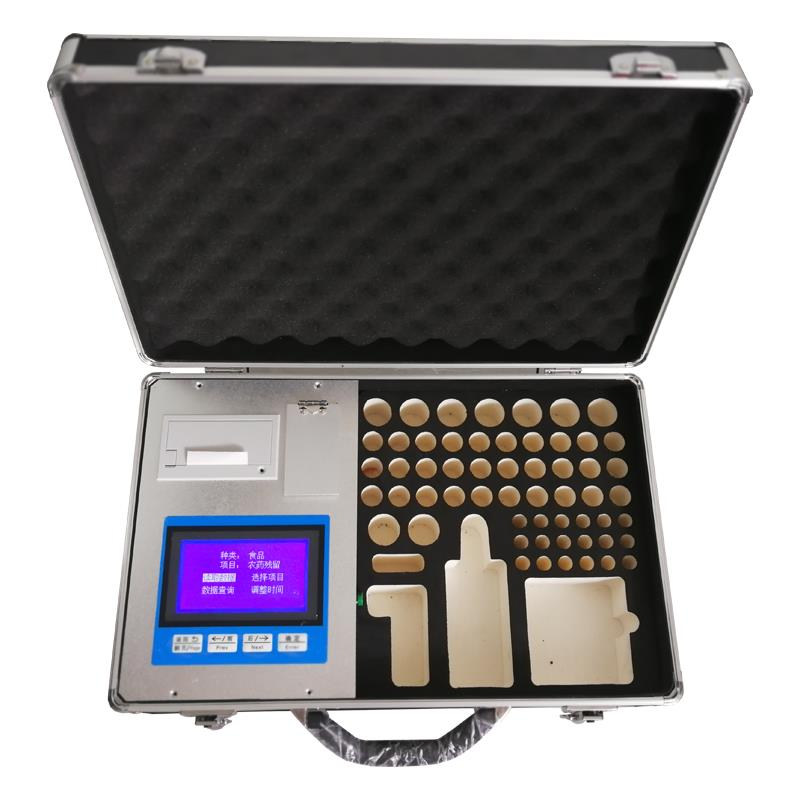 种类： 食品
项目： 农药残留
选择项目
数据查询 调整时间
←/前 后/→ 确定
Prev Next Enter